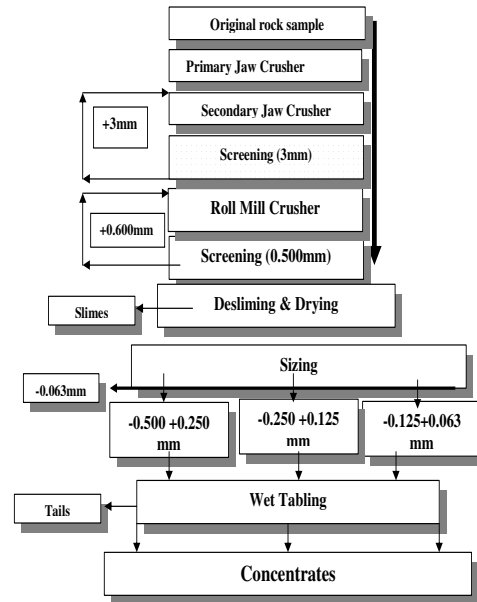 Original rock sample
Primary Jaw Crusher
Secondary Jaw Crusher
+3mm
Screening (3mm)
Roll Mill Crusher
+0.600mm
Screening (0.500mm)
Desliming & Drying
Slimes
Sizing
-0.063mm
-0.500 +0.250
mm
-0.250 +0.125
mm
-0.125+0.063
mm
Wet Tabling
Tails
Concentrates